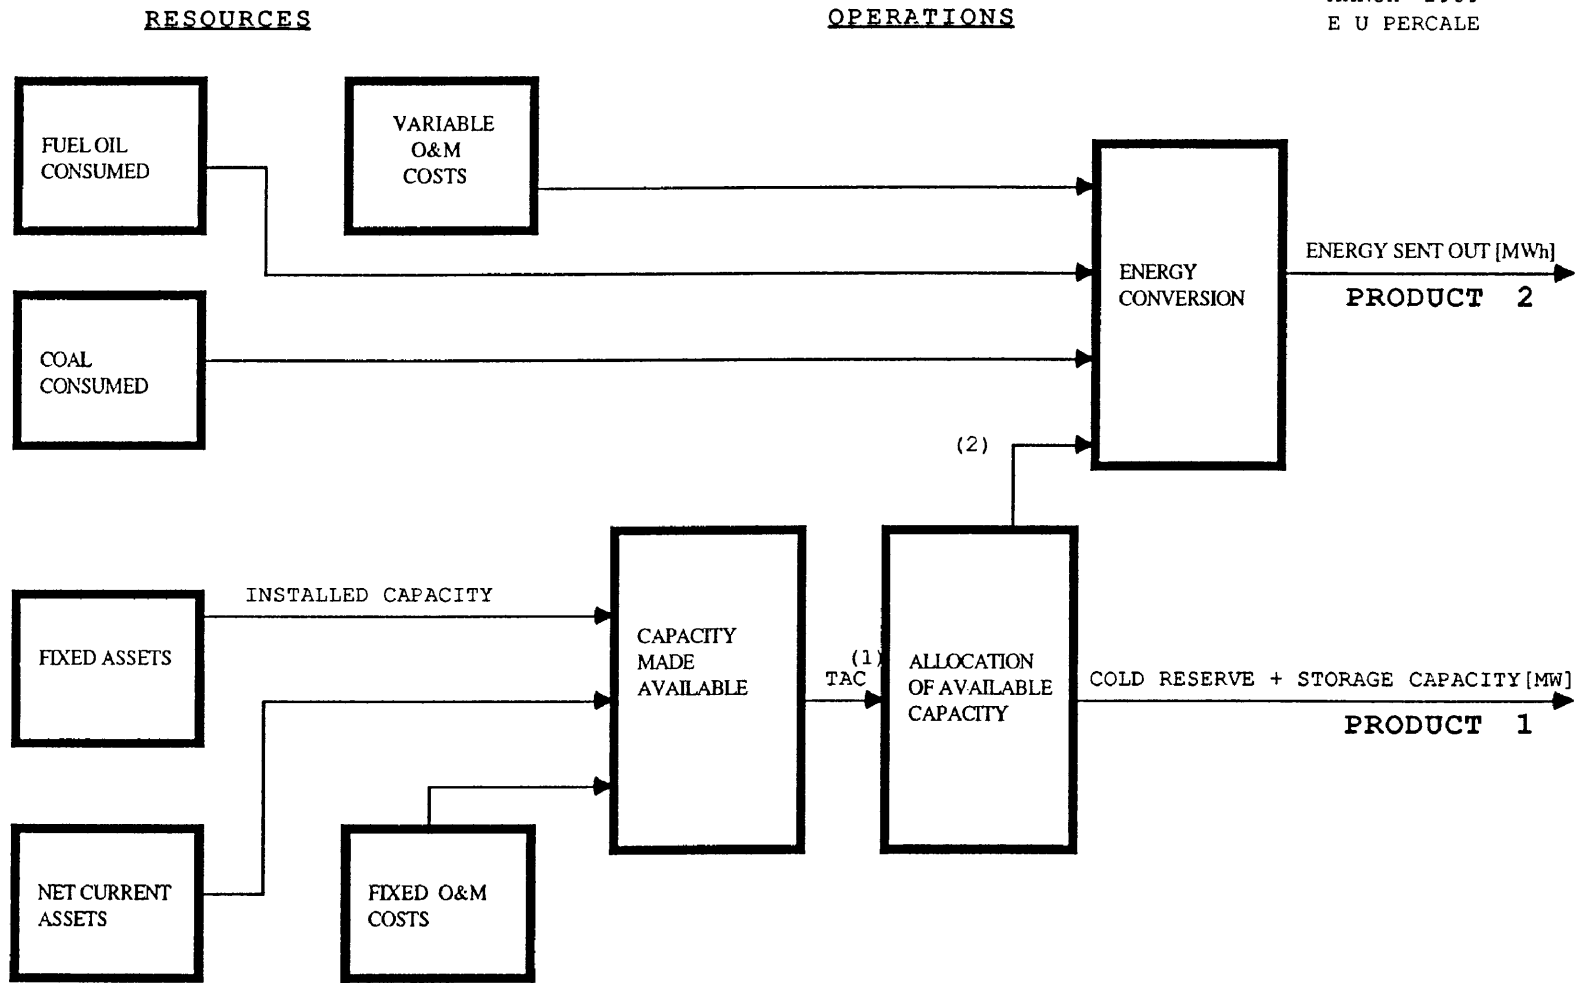 RESOURCES
OPERATIONS
E U PERCALE
FUEL OIL
CONSUMED
VARIABLE
O&M
COSTS
ENERGY
CONVERSION
ENERGY SENT OUT [MWh]
PRODUCT 2
COAL
CONSUMED
(2)
INSTALLED CAPACITY
FIXED ASSETS
CAPACITY
MADE
AVAILABLE
(1)
TAC
ALLOCATION
OF AVAILABLE
CAPACITY
COLD RESERVE + STORAGE CAPACITY[MW]
PRODUCT 1
NET CURRENT
ASSETS
FIXED O&M
COSTS